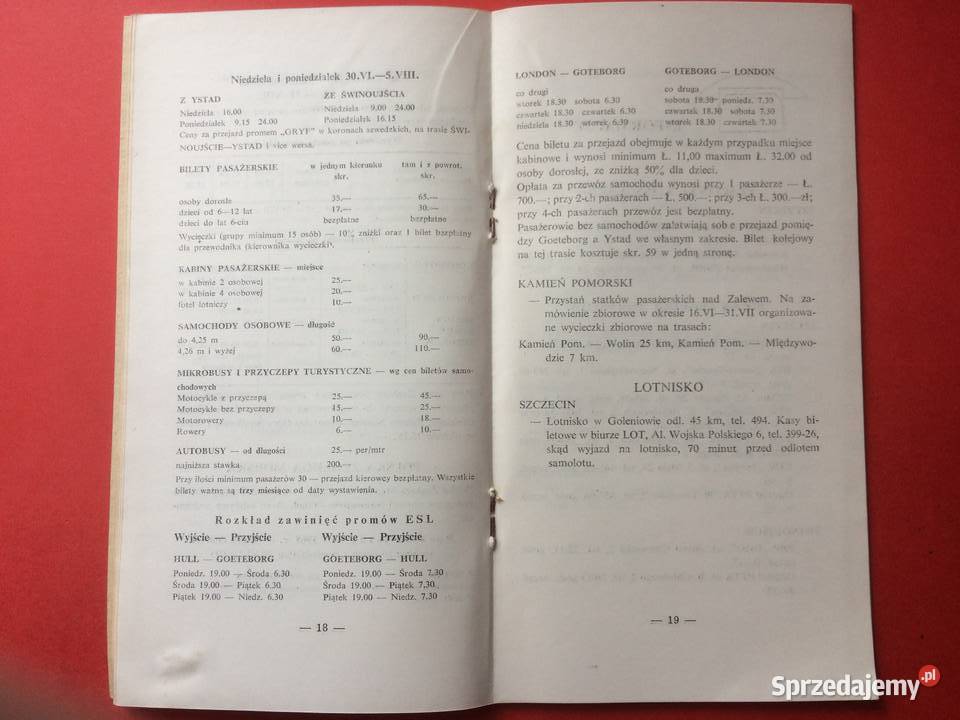 Niedziela i poniedziałek 30.VI.—5.VIII.
Z YSTAD ZE ŚWINOUJŚCIA
Niedziela 16.00 Niedziela 9.00 24.00
Poniedziałek 9.15 24.00 Poniedziałek 16.15
Ceny za przejazd promem „GRYF" w koronach szwedzkich, na trasie ŚWI-
NOUJŚCIE—YSTAD i vice wersa.
BILETY PASAŻERSKIE w jednym kierunku tam i z powrot.
skr. skr.
osoby dorosłe 35.— 65.—
dzieci od 6—12 lat 17.— 30.—
dzieci do lat 6-ciu bezpłatne bezpłatne
Wycieczki (grupy minimum 15 osób) — 10% zniżki oraz 1 bilet bezpłatny
dla przewodnika (kierownika wycieczki).
KABINY PASAŻERSKIE — miejsce
w kabinie 2 osobowej 25.—
w kabinie 4 osobowej 20.—
fotel lotniczy 10.—
SAMOCHODY OSOBOWE — długość
do 4,25 m 50.— 90.—
4,26 m i wyżej 60.— 110.—
MIKROBUSY I PRZYCZEPY TURYSTYCZNE — wg cen biletów samo-
chodowych
Motocykle z przyczepą 25.— 45.—
Motocykle bez przyczepy 15.— 25.—
Motorowery 10.— 18.—
Rowery 6.— 10.—
AUTOBUSY — od długości 25.— per/mtr
najniższa stawka 200.—
Przy ilości minimum pasażerów 30 — przejazd kierowcy bezpłatny. Wszystkie
bilety ważne są trzy miesiące od daty wystawienia.
Rozkład zawinięć promów ESL
Wyjście — Przyjście Wyjście — Przyjście
HULL — GOETEBORG GOETEBORG — HULL
Poniedz. 19.00 — Środa 6.30 Poniedz. 19.00 — Środa 7.30
Środa 19.00 — Piątek 6.30 Środa 19.00 — Piątek 7.30
Piątek 19.00 — Niedz. 6.30 Piątek 19.00 — Niedz. 7.30
— 18 —
LONDON — GOTEBORG GOTEBORG — LONDON
co drugi co druga
wtorek 18.30 sobota 6.30 sobota 18.30 poniedz. 7.30
czwartek 18.30 czwartek 6.30 czwartek 18.30 czwartek 7.30
niedziela 18.30 wtorek 6.30 wtorek 18.30 czwartek 7.30
Cena biletu za przejazd obejmuje w każdym przypadku miejsce
kabinowe i wynosi minimum Ł. 11,00 maximum Ł. 32.00 od
osoby dorosłej, ze zniżką 50% dla dzieci.
Opłata za przewóz samochodu wynosi przy 1 pasażerze — Ł.
700.—; przy 2-ch pasażerach — Ł. 500.—; przy 3-ch Ł. 300.—zł;
przy 4-ch pasażerach przewóz jest bezpłatny.
Pasażerowie bez samochodów załatwiają sob e przejazd pomię-
dzy Goeteborg a Ystad we własnym zakresie. Bilet kolejowy
na tej trasie kosztuje skr. 59 w jedną stronę.
KAMIEŃ POMORSKI
— Przystań statków pasażerskich nad Zalewem. Na za-
mówienie zbiorowe w okresie 16.VI—31.VII organizowa-
ne wycieczki zbiorowe na trasach:
Kamień Pom. — Wolin 25 km, Kamień Pom. — Międzywo-
dzie 7 km.
LOTNISKO
SZCZECIN
— Lotnisko w Goleniowie odl. 45 km, tel. 494. Kasy bi-
letowe w biurze LOT, Al. Wojska Polskiego 6, tel. 399-26,
skąd wyjazd na lotnisko, 70 minut przed odlotem
samolotu.
— 19 —
Sprzedajemy.pl